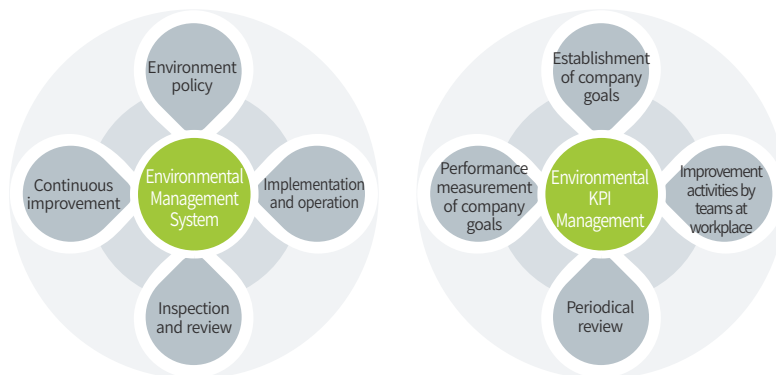 Environment
policy
Continuous
improvement
Environmental
Management
System
Implementation
and operation
Inspection
and review
Establishment
of company
goals
Performance
measurement
of company
goals
Environmental
KPI
Management
Improvement
activities by
teams at
workplace
Periodical
review